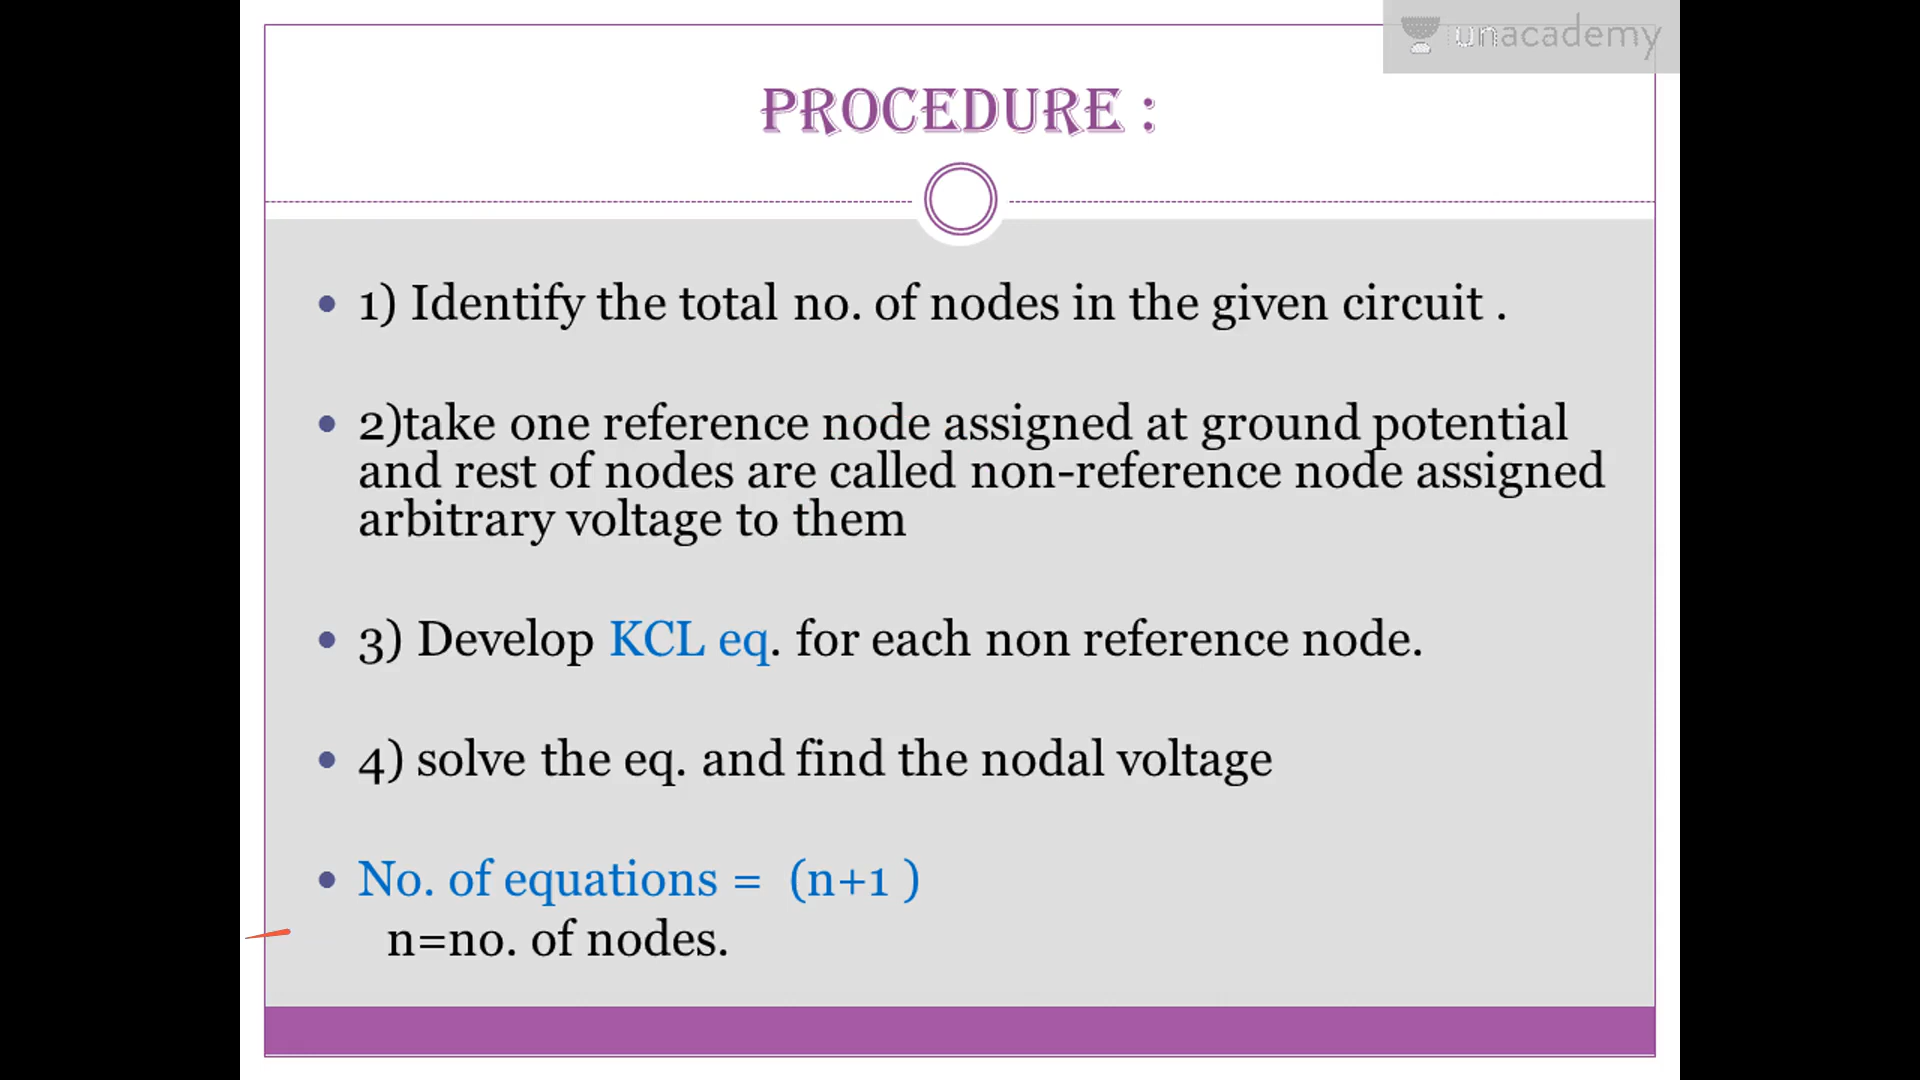 unacademy
PROCEDURE :
• 1) Identify the total no. of nodes in the given circuit .
• 2)take one reference node assigned at ground potential
and rest of nodes are called non-reference node assigned
arbitrary voltage to them
• 3) Develop KCL eq. for each non reference node.
• 4) solve the eq. and find the nodal voltage
• No. of equations = (n+1 )
n=no. of nodes.